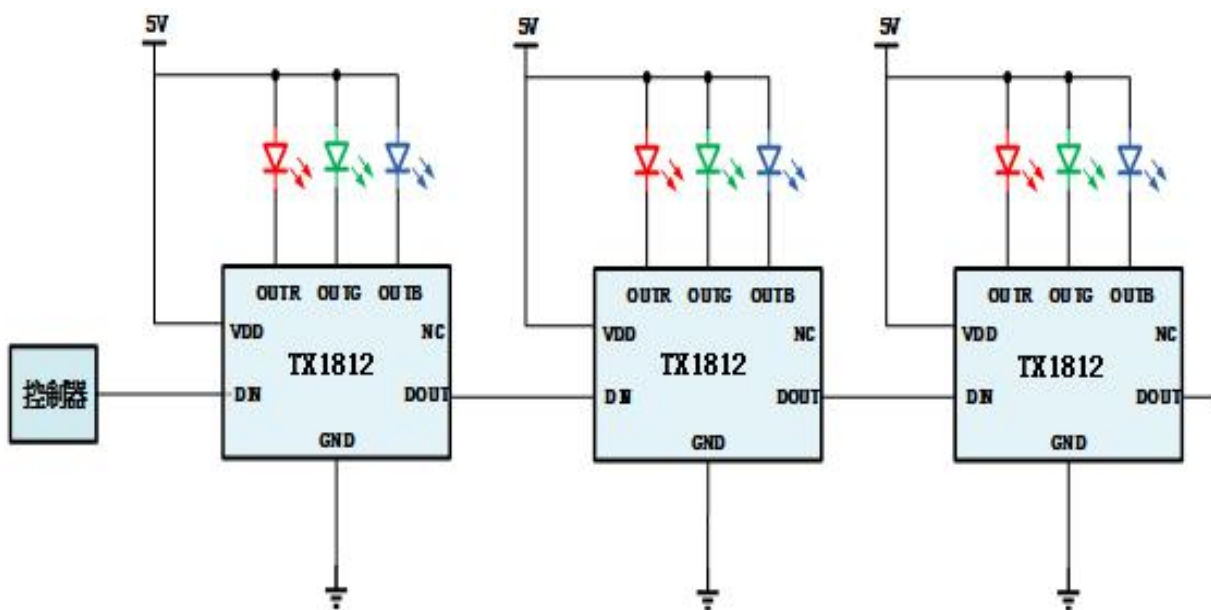 5V 5V 5V
OUTR OUTG OUTB OUTR OUTG OUTB OUTR OUTG OUTB
VDD NC VDD NC VDD NC
TX1812 TX1812 TX1812
控制器 DIN DOUT DIN DOUT DIN DOUT
GND GND GND